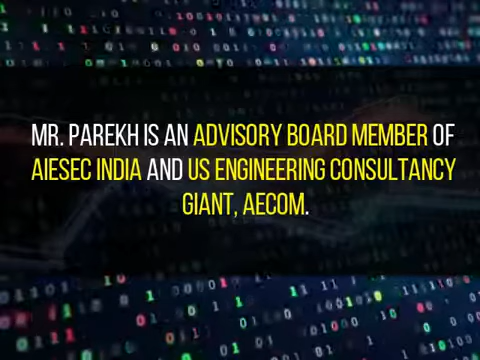 MR. PAREKH IS AN ADVISORY BOARD MEMBER OF
AIESEC INDIA AND US ENGINEERING CONSULTANCY
GIANT, AECOM.